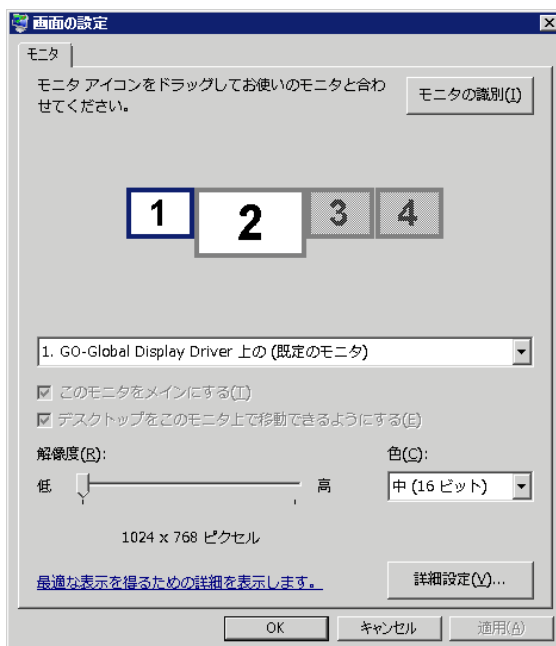 画面の設定
モニタ
モニタ アイコンをドラッグしてお使いのモニタと合わ
せてください。
モニタの識別(I)
1 2 3 4
1. GO-Global Display Driver 上の (既定のモニタ)
このモニタをメインにする(T)
デスクトップをこのモニタ上で移動できるようにする(E)
解像度(R):
低 高
1024 x 768 ピクセル
色(C):
中 (16 ビット)
最適な表示を得るための詳細を表示します。
詳細設定(V)...
OK キャンセル 適用(A)